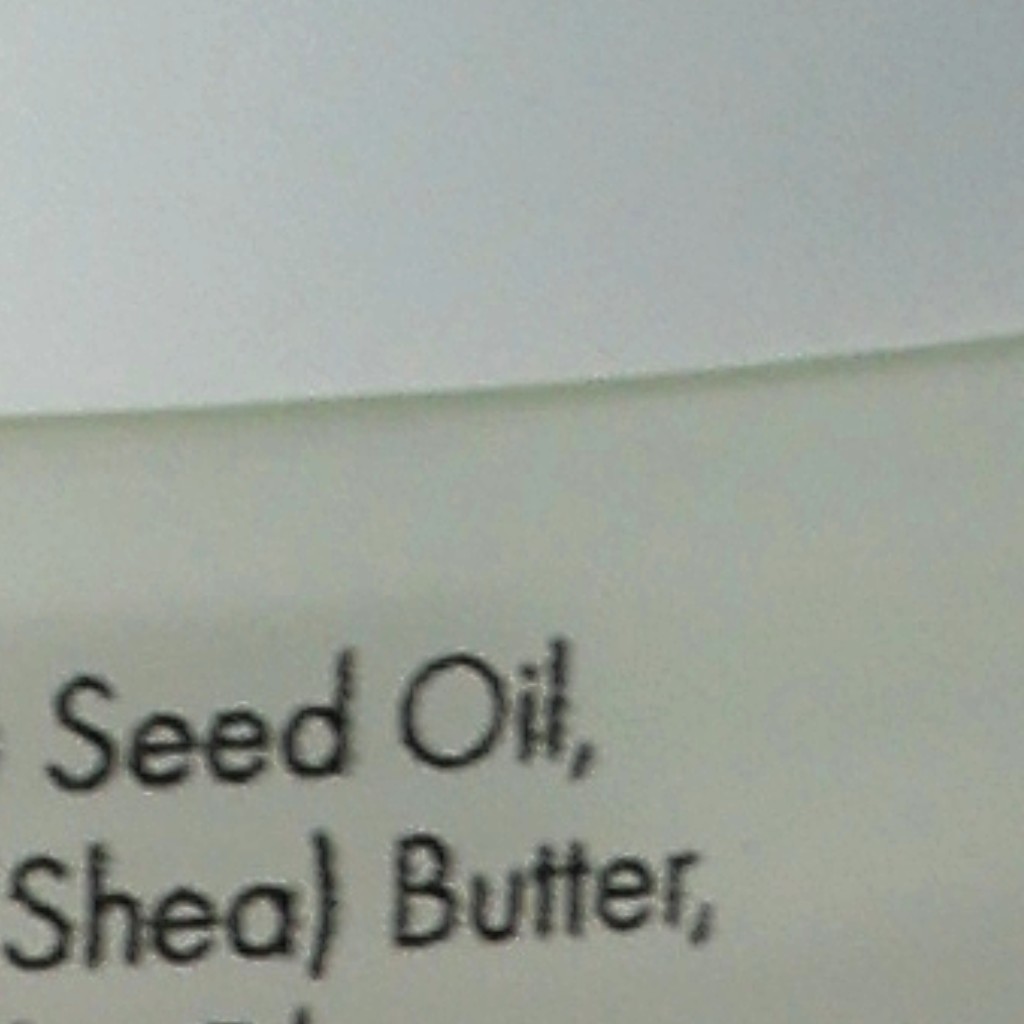 Seed Oil,
Shea) Butter,